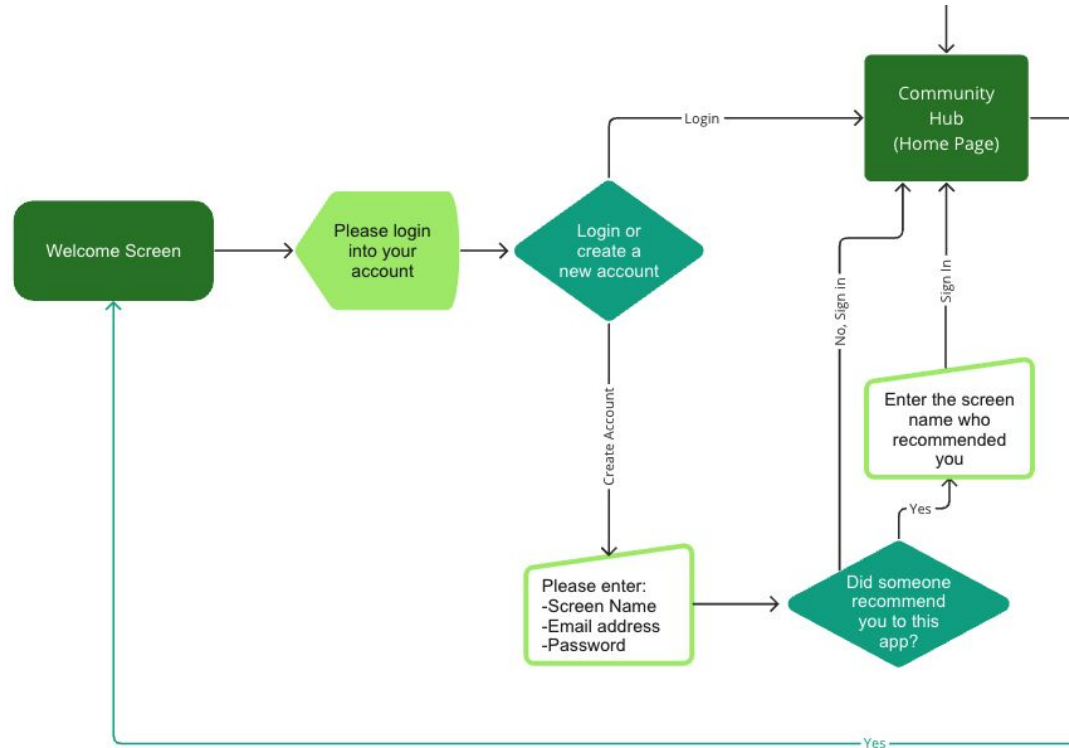 Community
Hub
(Home Page)
Login
Welcome Screen
Please login
into your
account
Login or
create a
new account
No, Sign in
Sign In
Create Account
Enter the screen
name who
recommended
you
Yes
Please enter:
-Screen Name
-Email address
-Password
Did someone
recommend
you to this
app?
Yes